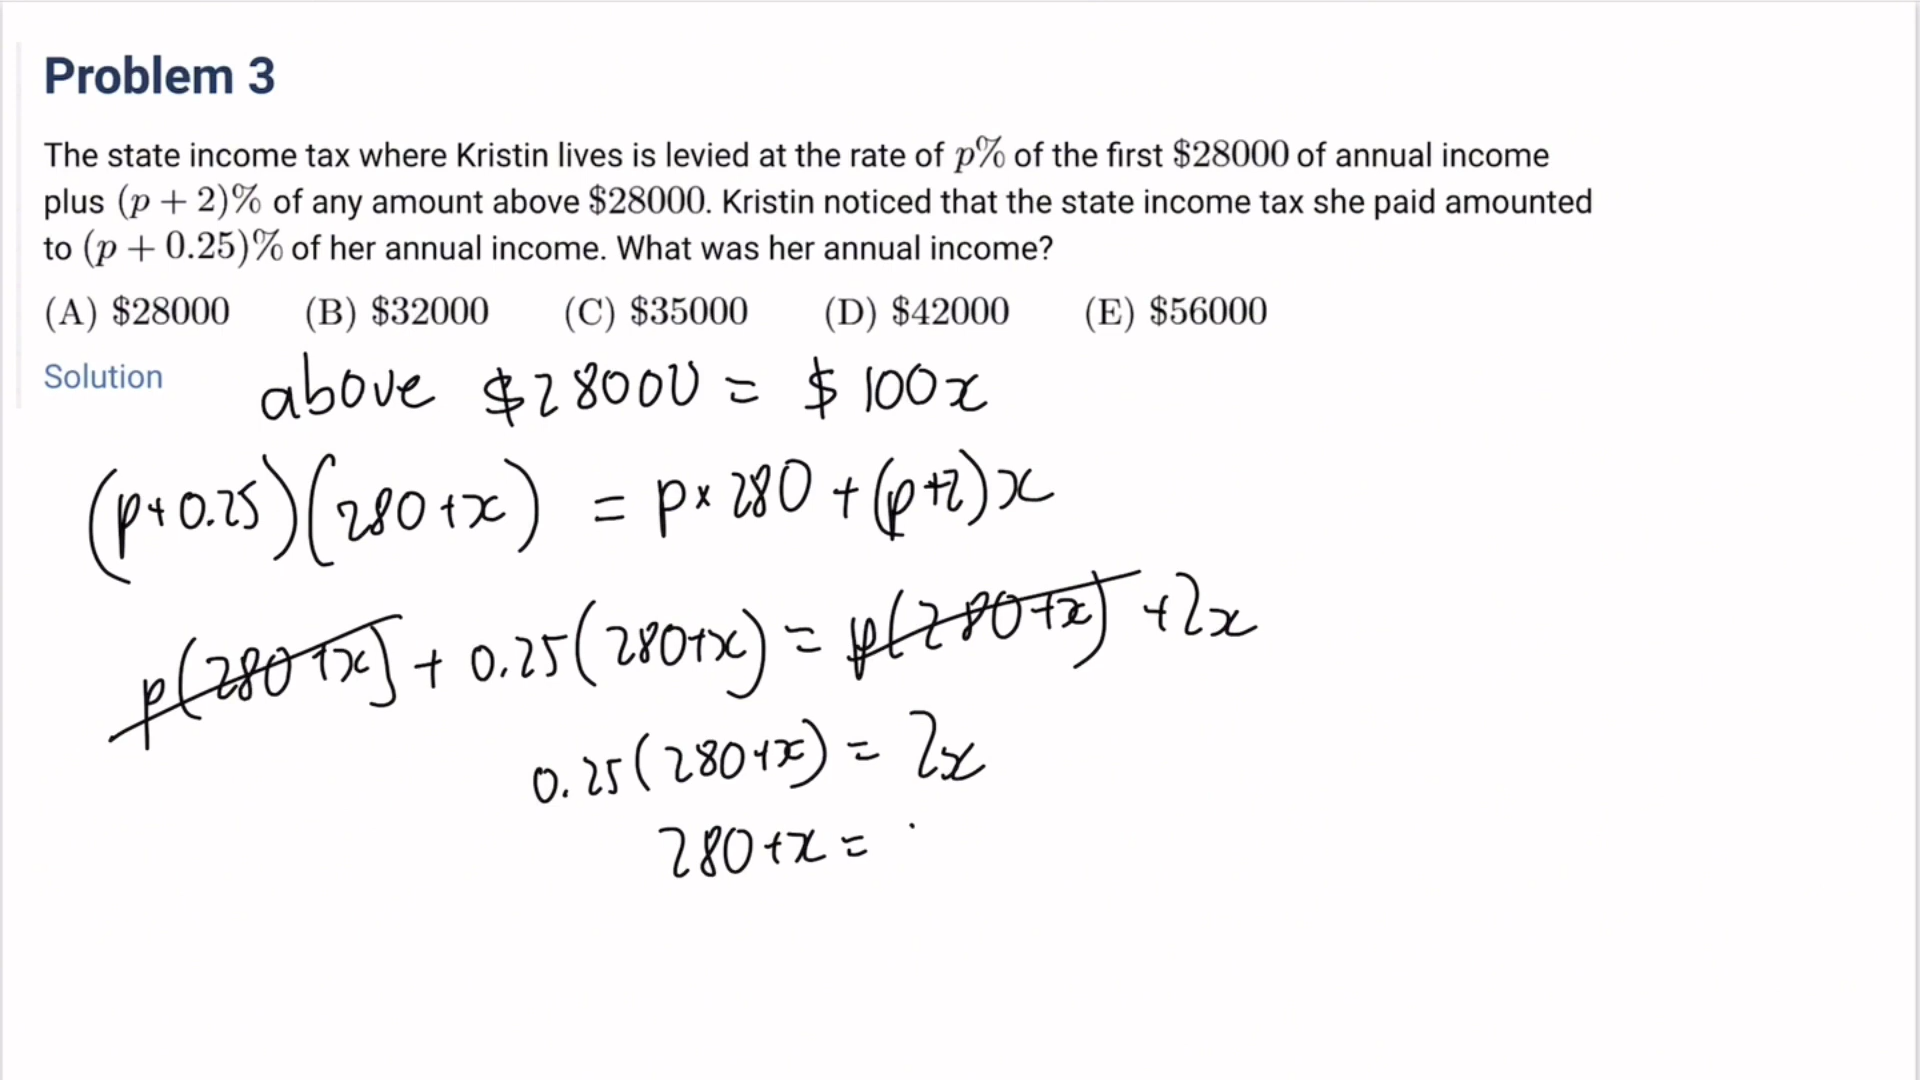 Problem 3
The state income tax where Kristin lives is levied at the rate of p% of the first $28000 of annual income
plus (p + 2)% of any amount above $28000. Kristin noticed that the state income tax she paid amounted
to (p + 0.25)% of her annual income. What was her annual income?
(A) $28000 (B) $32000 (C) $35000 (D) $42000 (E) $56000
Solution
above $28000 = $ 100x
(p+0.25)(280+x) = p×280+(p+2)x
p(280+x)+0.25(280+x)=p(280+x)+2x
0.25(280+x)=2x
280+x=